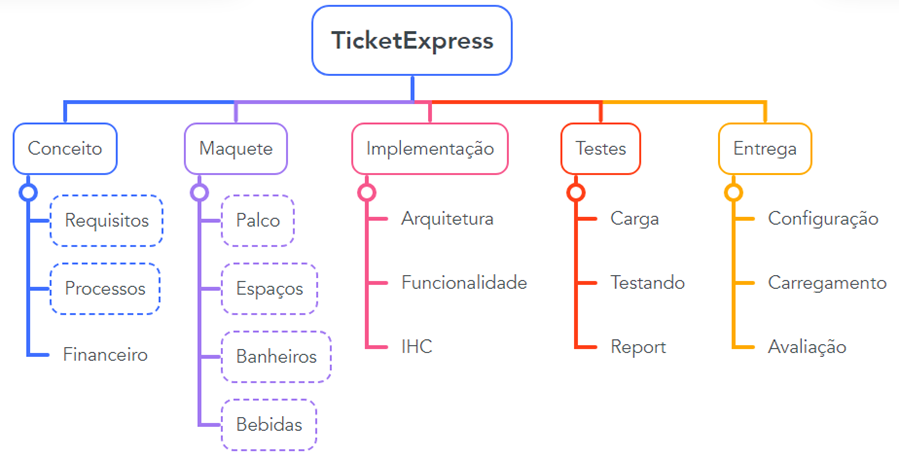 TicketExpress
Conceito
Requisitos
Processos
Financeiro
Maquete
Palco
Espaços
Banheiros
Bebidas
Implementação
Arquitetura
Funcionalidade
IHC
Testes
Carga
Testando
Report
Entrega
Configuração
Carregamento
Avaliação